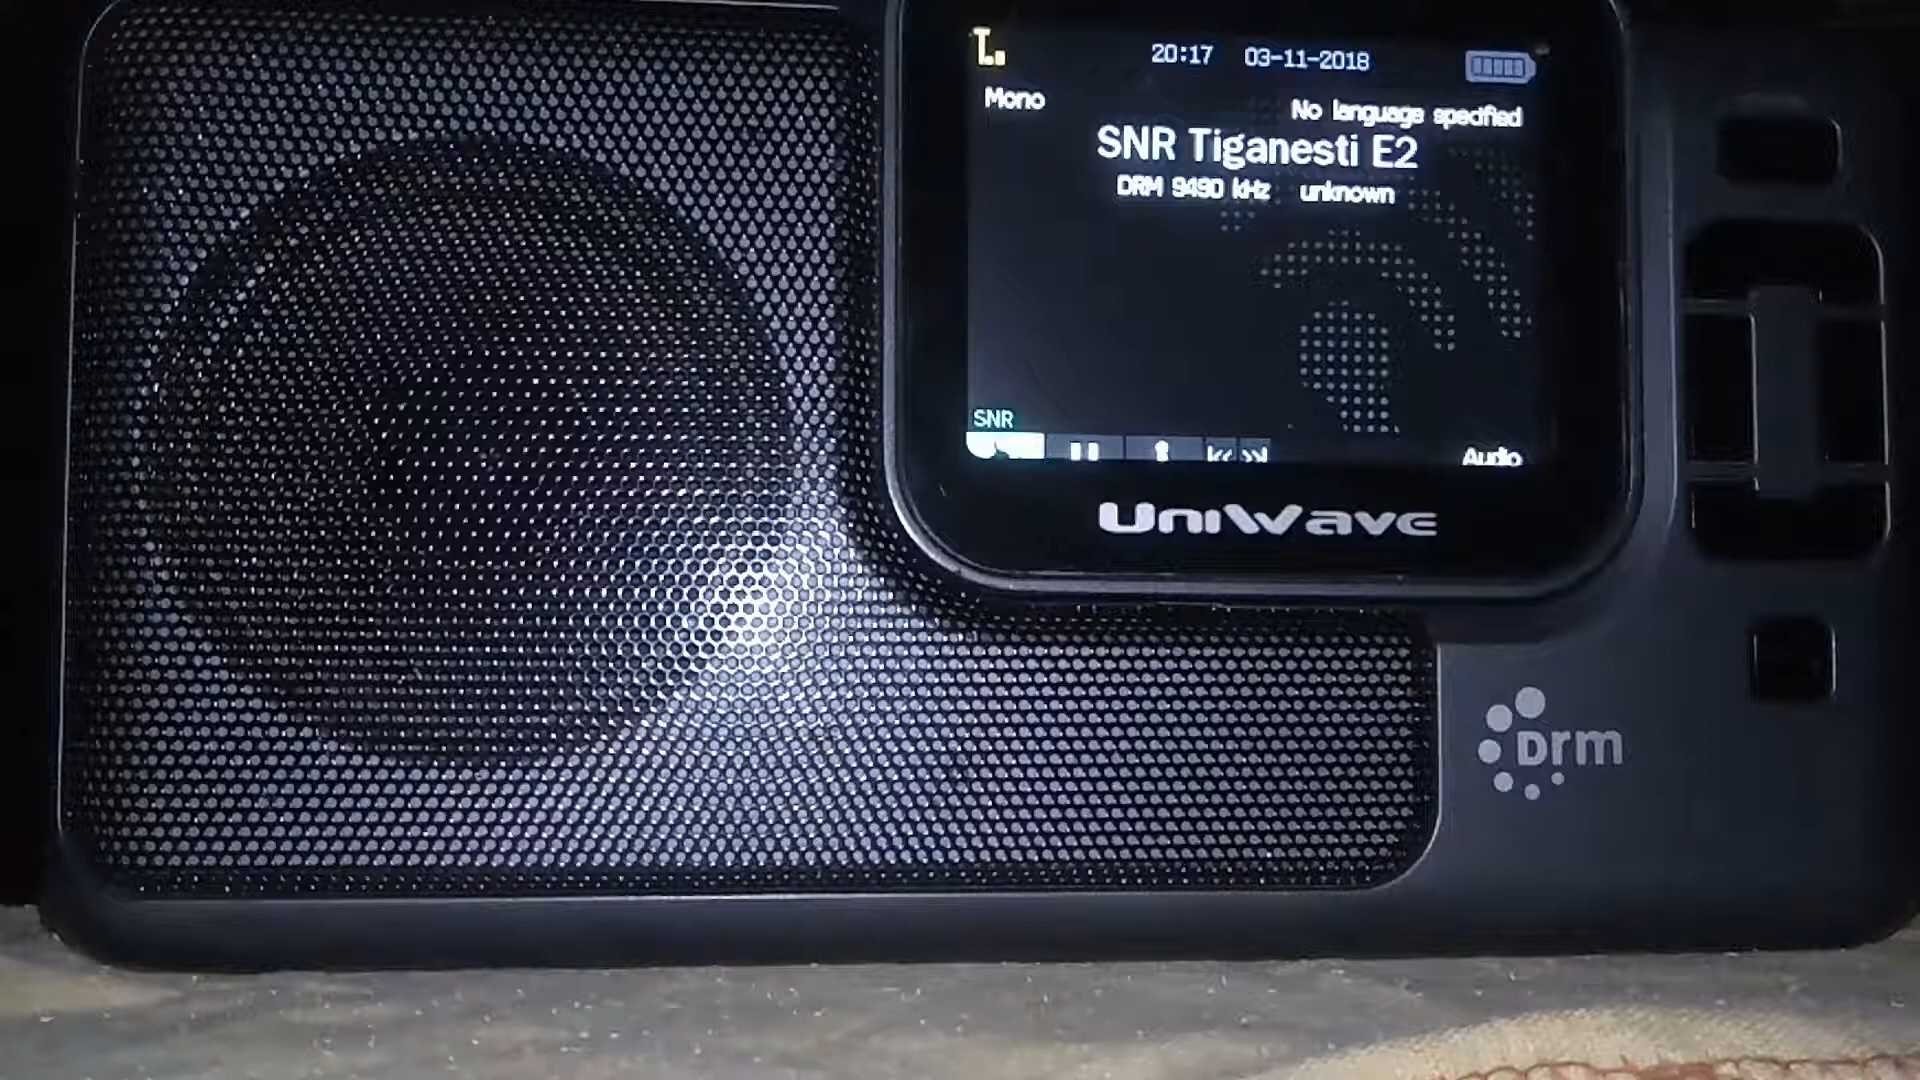 20:17 03-11-2018
Mono
No language specified
SNR Tiganesti E2
DRM 9490 kHz unknown
SNR
Audio
UniWave
Drm